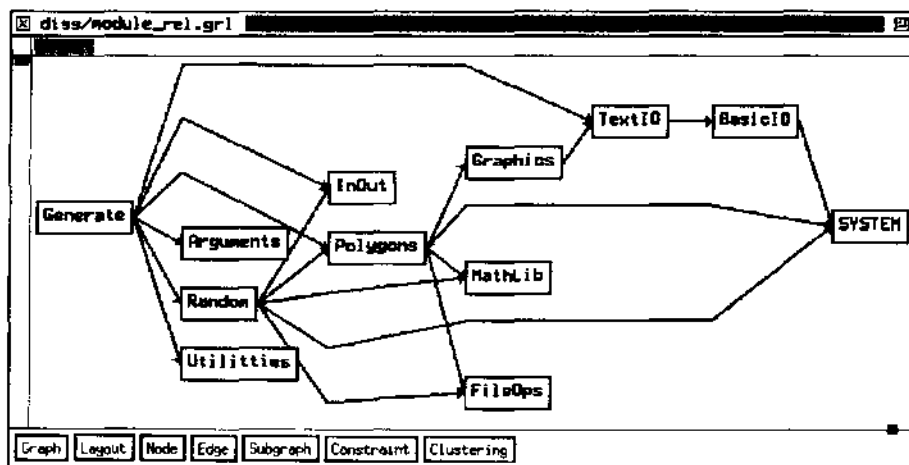 diss/module_rel.grl
TextIO
BasicIO
Graphics
InOut
Generate
SYSTEM
Arguments
Polygons
MathLib
Random
Utilitties
FileOps
Graph Layout Node Edge Subgraph Constraint Clustering